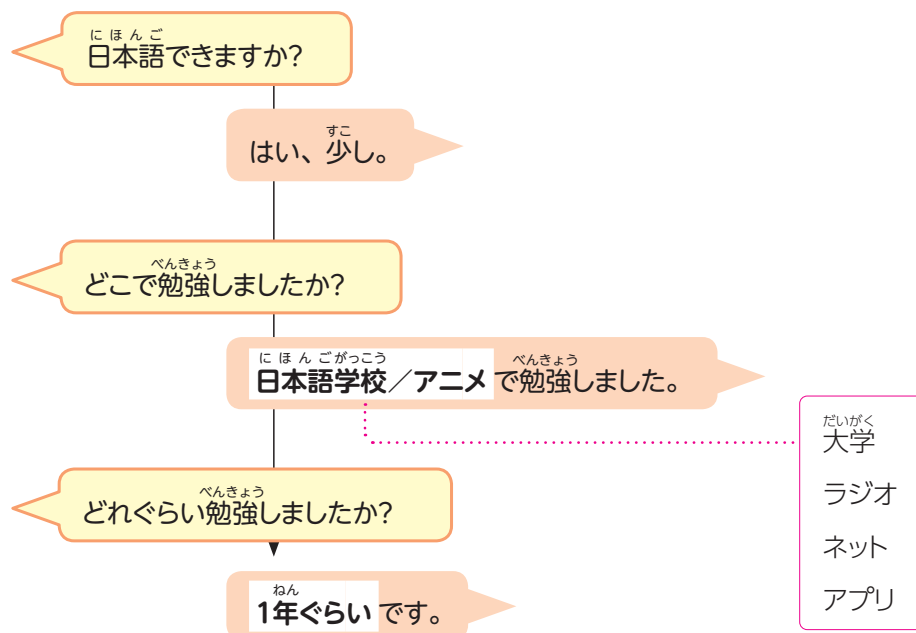 にほんご
日本語できますか?
すこ
はい、少し。
べんきょう
どこで勉強しましたか?
にほんごがっこう べんきょう
日本語学校/アニメ で勉強しました。
だいがく
大学
ラジオ
ネット
アプリ
べんきょう
どれぐらい勉強しましたか?
ねん
1年ぐらい です。